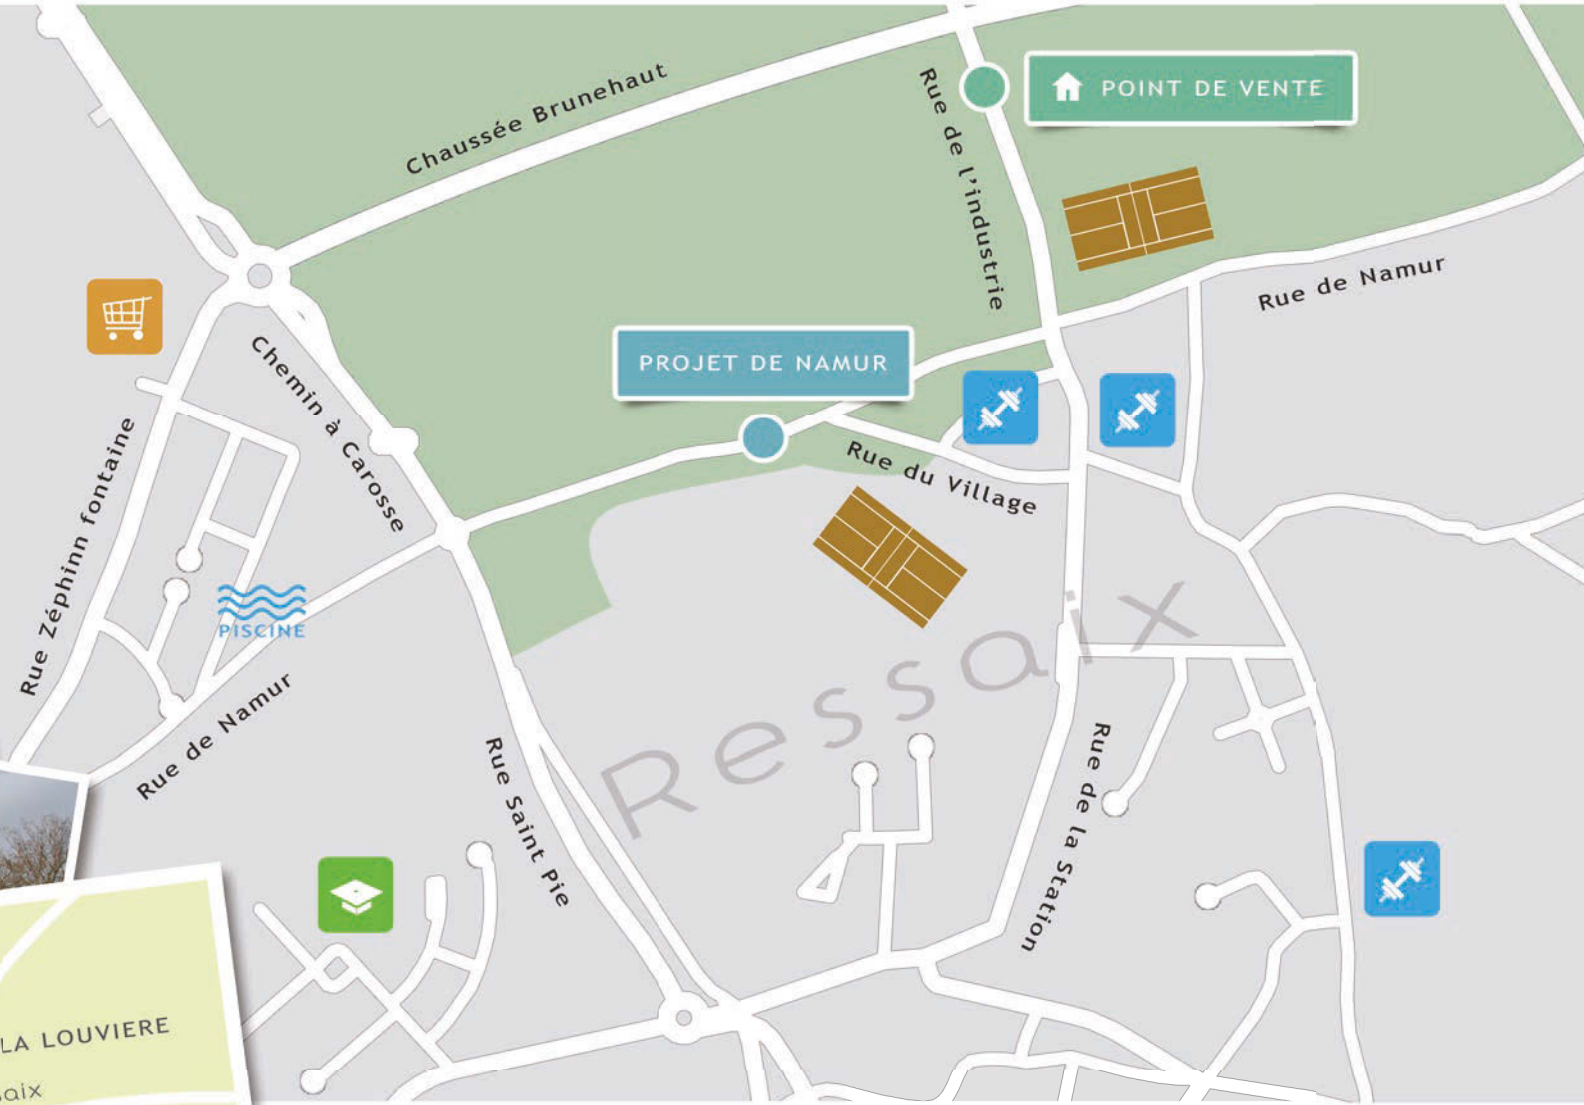 POINT DE VENTE
Chaussée Brunehaut
Rue de l'industrie
Rue de Namur
PROJET DE NAMUR
Chemin à Carosse
Rue du Village
Rue Zéphinn fontaine
PISCINE
Ressaix
Rue de Namur
Rue Saint Pie
Rue de la Station
LA LOUVIERE